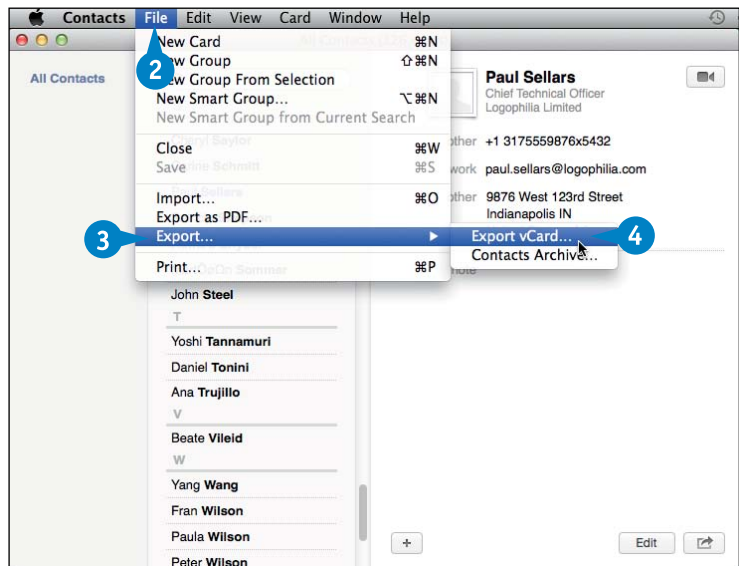 Contacts File Edit View Card Window Help
All Contacts
2
New Card ⌘N
New Group ⇧⌘N
New Group From Selection
New Smart Group... ⌥⌘N
New Smart Group from Current Search
Close ⌘W
Save ⌘S
Import... ⌘O
Export as PDF...
3
Export... ▶
Print... ⌘P
Export vCard...
4
Contacts Archive...
John Steel
T
Yoshi Tannamuri
Daniel Tonini
Ana Trujillo
V
Beate Vileid
W
Yang Wang
Fran Wilson
Paula Wilson
Peter Wilson
Paul Sellars
Chief Technical Officer
Logophilia Limited
other +1 3175559876x5432
work paul.sellars@logophilia.com
other 9876 West 123rd Street
Indianapolis IN
note
+
Edit